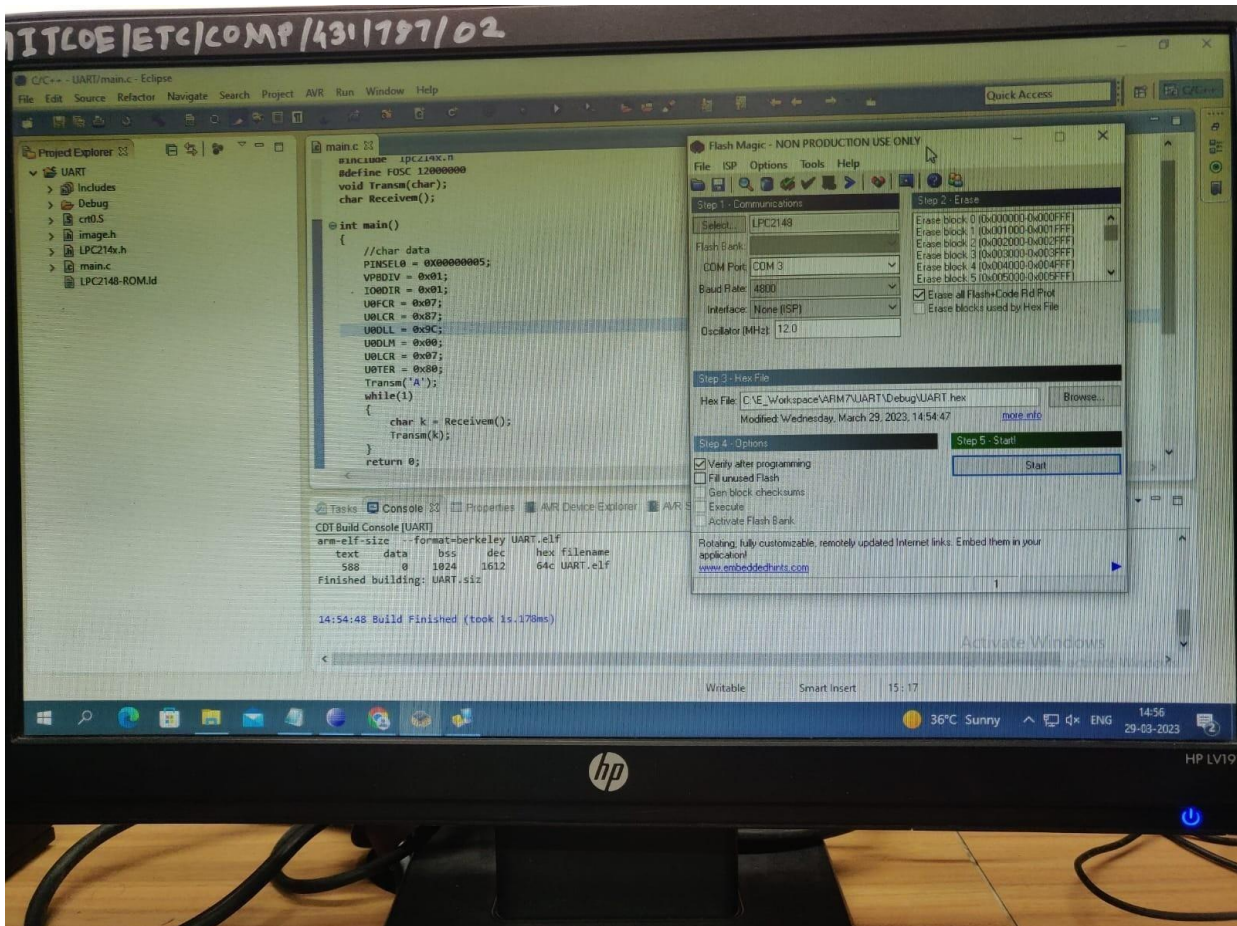 MITCOE/ETC/COMP/431/787/02
C/C++ - UART/main.c - Eclipse
File Edit Source Refactor Navigate Search Project AVR Run Window Help
Quick Access
C/C++
Project Explorer
UART
Includes
Debug
crt0.S
image.h
LPC214x.h
main.c
LPC2148-ROM.ld
main.c
#define FOSC 12000000
void Transm(char);
char Receivem();
int main()
{
//char data
PINSEL0 = 0X00000005;
VPBDIV = 0x01;
IO0DIR = 0x01;
U0FCR = 0x07;
U0LCR = 0x87;
U0DLL = 0x9C;
U0DLM = 0x00;
U0LCR = 0x07;
U0TER = 0x80;
Transm('A');
while(1)
{
char k = Receivem();
Transm(k);
}
return 0;
Tasks Console Properties AVR Device Explorer AVR S
CDT Build Console [UART]
arm-elf-size --format=berkeley UART.elf
text data bss dec hex filename
588 0 1024 1612 64c UART.elf
Finished building: UART.siz
14:54:48 Build Finished (took 1s.178ms)
Flash Magic - NON PRODUCTION USE ONLY
File ISP Options Tools Help
Step 1 - Communications
Select... LPC2148
Flash Bank:
COM Port: COM 3
Baud Rate: 4800
Interface: None (ISP)
Oscillator (MHz): 12.0
Step 2 - Erase
Erase block 0 (0x000000-0x000FFF)
Erase block 1 (0x001000-0x001FFF)
Erase block 2 (0x002000-0x002FFF)
Erase block 3 (0x003000-0x003FFF)
Erase block 4 (0x004000-0x004FFF)
Erase block 5 (0x005000-0x005FFF)
Erase all Flash+Code Rd Prot
Erase blocks used by Hex File
Step 3 - Hex File
Hex File: C:\E_Workspace\ARM7\UART\Debug\UART.hex Browse...
Modified: Wednesday, March 29, 2023, 14:54:47 more info
Step 4 - Options
Verify after programming
Fill unused Flash
Gen block checksums
Execute
Activate Flash Bank
Step 5 - Start!
Start
Rotating, fully customizable, remotely updated Internet links. Embed them in your
application!
www.embeddedhints.com
1
Activate Windows
Writable Smart Insert 15 : 17
36°C Sunny ENG 14:56
29-03-2023
2
hp
HP LV19